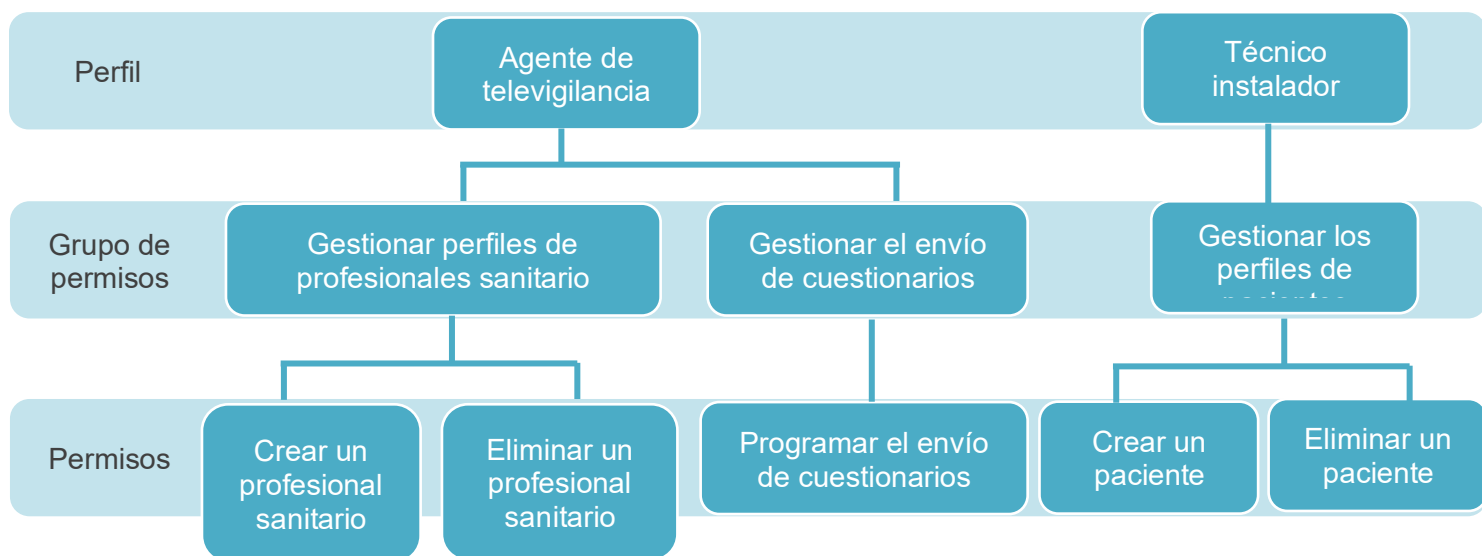 Perfil
Agente de
televigilancia
Técnico
instalador
Grupo de
permisos
Gestionar perfiles de
profesionales sanitario
Gestionar el envío
de cuestionarios
Gestionar los
perfiles de
pacientes
Permisos
Crear un
profesional
sanitario
Eliminar un
profesional
sanitario
Programar el envío
de cuestionarios
Crear un
paciente
Eliminar un
paciente